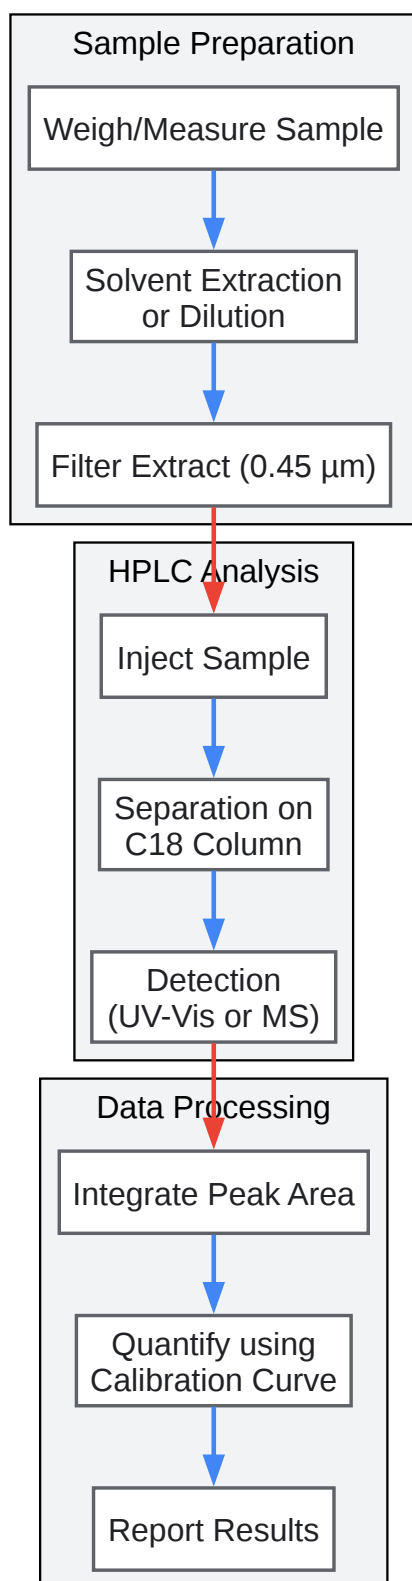 Sample Preparation
Weigh/Measure Sample
Solvent Extraction
or Dilution
Filter Extract (0.45 µm)
HPLC Analysis
Inject Sample
Separation on
C18 Column
Detection
(UV-Vis or MS)
Data Processing
Integrate Peak Area
Quantify using
Calibration Curve
Report Results